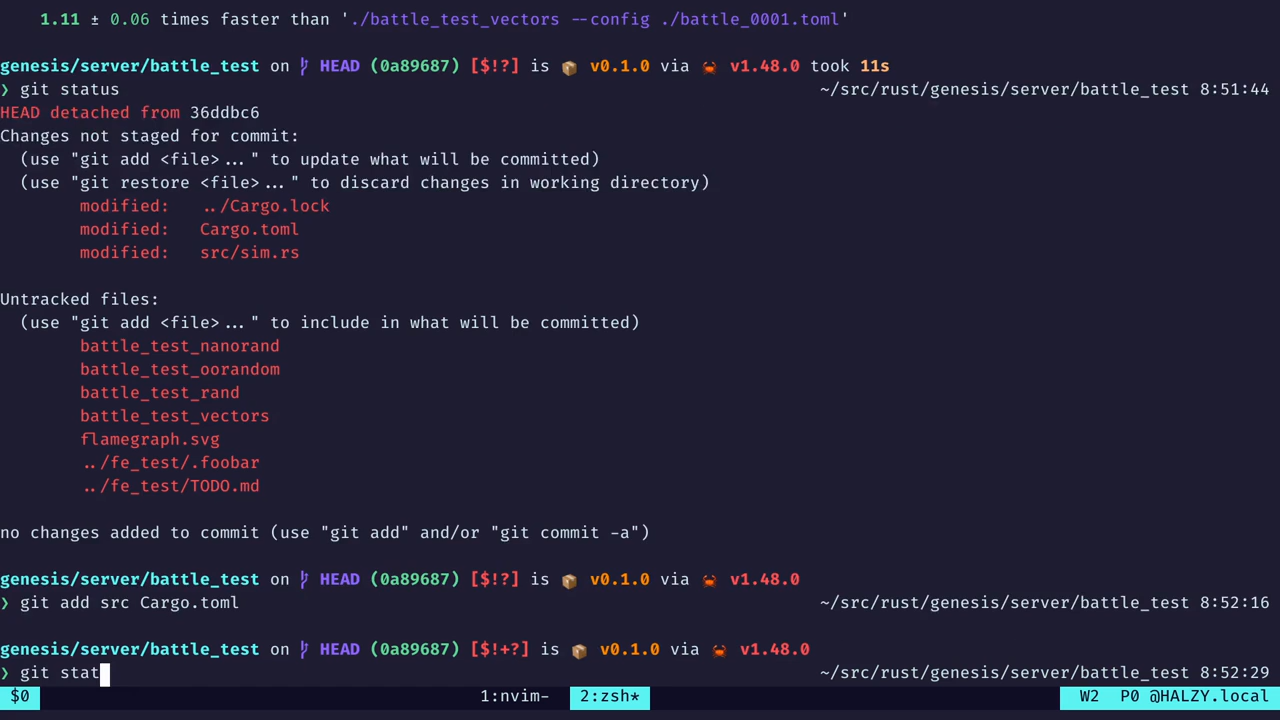 1.11 ± 0.06 times faster than './battle_test_vectors --config ./battle_0001.toml'
genesis/server/battle_test on HEAD (0a89687) [$!?] is 📦 v0.1.0 via 🦀 v1.48.0 took 11s
❯ git status ~/src/rust/genesis/server/battle_test 8:51:44
HEAD detached from 36ddbc6
Changes not staged for commit:
(use "git add <file>..." to update what will be committed)
(use "git restore <file>..." to discard changes in working directory)
modified: ../Cargo.lock
modified: Cargo.toml
modified: src/sim.rs
Untracked files:
(use "git add <file>..." to include in what will be committed)
battle_test_nanorand
battle_test_oorandom
battle_test_rand
battle_test_vectors
flamegraph.svg
../fe_test/.foobar
../fe_test/TODO.md
no changes added to commit (use "git add" and/or "git commit -a")
genesis/server/battle_test on HEAD (0a89687) [$!?] is 📦 v0.1.0 via 🦀 v1.48.0
❯ git add src Cargo.toml ~/src/rust/genesis/server/battle_test 8:52:16
genesis/server/battle_test on HEAD (0a89687) [$!+?] is 📦 v0.1.0 via 🦀 v1.48.0
❯ git stat ~/src/rust/genesis/server/battle_test 8:52:29
$0 1:nvim- 2:zsh* W2 P0 @HALZY.local